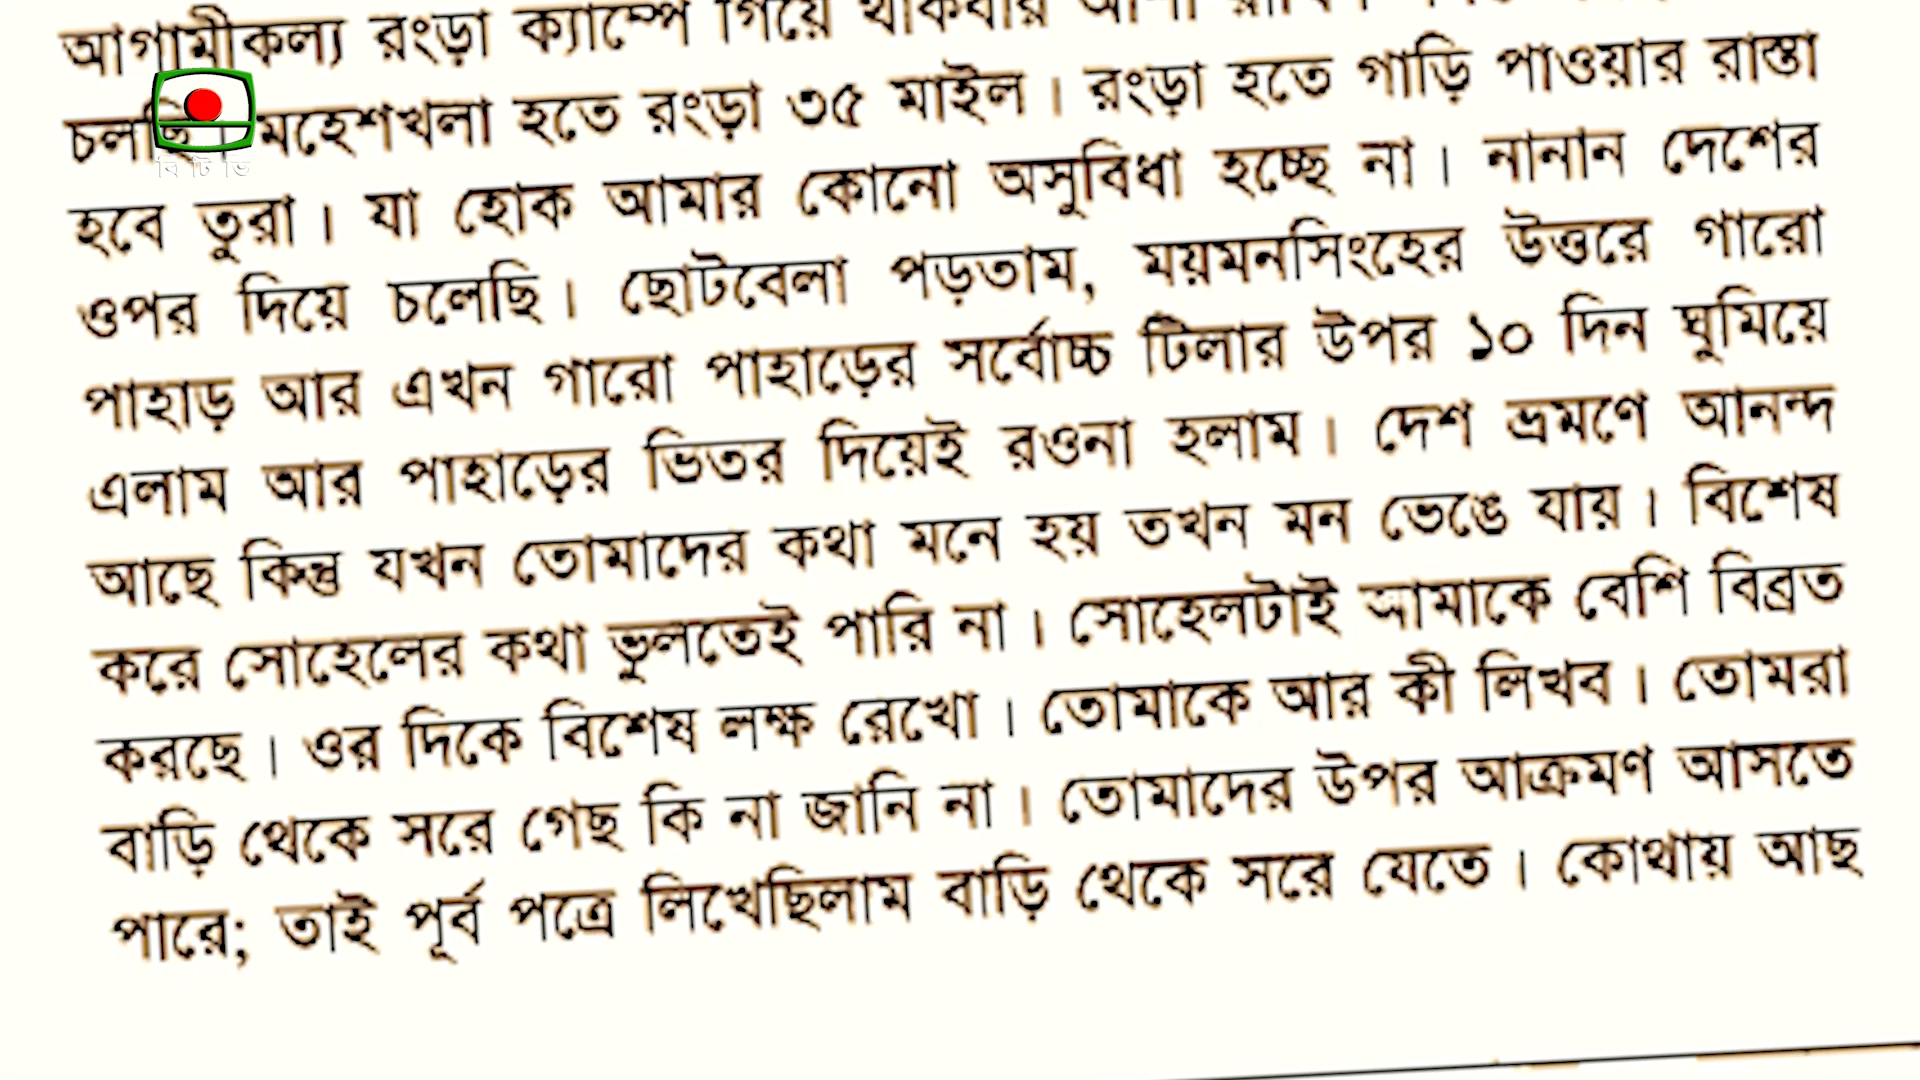 আগামীকল্য রংড়া ক্যাম্পে গিয়ে থাকবার আশা রাখি।
চলছি। মহেশখলা হতে রংড়া ৩৫ মাইল। রংড়া হতে গাড়ি পাওয়ার রাস্তা
বিটিভি
হবে তুরা। যা হোক আমার কোনো অসুবিধা হচ্ছে না। নানান দেশের
ওপর দিয়ে চলেছি। ছোটবেলা পড়তাম, ময়মনসিংহের উত্তরে গারো
পাহাড় আর এখন গারো পাহাড়ের সর্বোচ্চ টিলার উপর ১০ দিন ঘুমিয়ে
এলাম আর পাহাড়ের ভিতর দিয়েই রওনা হলাম। দেশ ভ্রমণে আনন্দ
আছে কিন্তু যখন তোমাদের কথা মনে হয় তখন মন ভেঙে যায়। বিশেষ
করে সোহেলের কথা ভুলতেই পারি না। সোহেলটাই আমাকে বেশি বিব্রত
করছে। ওর দিকে বিশেষ লক্ষ রেখো। তোমাকে আর কী লিখব। তোমরা
বাড়ি থেকে সরে গেছ কি না জানি না। তোমাদের উপর আক্রমণ আসতে
পারে; তাই পূর্ব পত্রে লিখেছিলাম বাড়ি থেকে সরে যেতে। কোথায় আছ